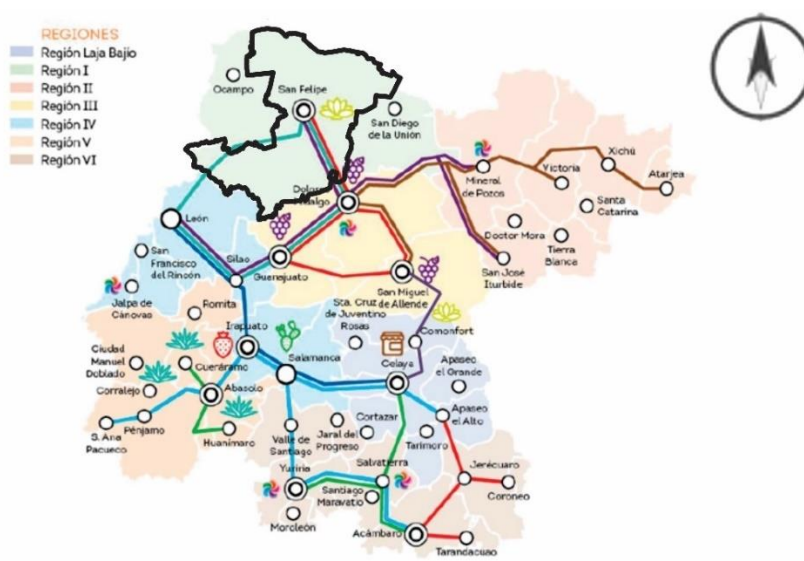 REGIONES
Región Laja Bajío
Región I
Región II
Región III
Región IV
Región V
Región VI
Ocampo
San Felipe
San Diego
de la Unión
Dolores
Hidalgo
Mineral
de Pozos
Victoria
Xichú
Atarjea
Santa
Catarina
Doctor Mora
Tierra
Blanca
San José
Iturbide
León
San
Francisco
del Rincón
Silao
Guanajuato
San Miguel
de Allende
Jalpa de
Cánovas
Romita
Irapuato
Sta. Cruz
de Juventino
Rosas
Comonfort
Salamanca
Celaya
Apaseo
el Grande
Ciudad
Manuel
Doblado
Cuerámaro
Corralejo
Abasolo
Pénjamo
S. Ana
Pacueco
Huanímaro
Valle de
Santiago
Jaral del
Progreso
Cortazar
Tarimoro
Apaseo
el Alto
Yuriria
Salvatierra
Santiago
Maravatío
Jerécuaro
Coroneo
Moroleón
Acámbaro
Tarandacuao